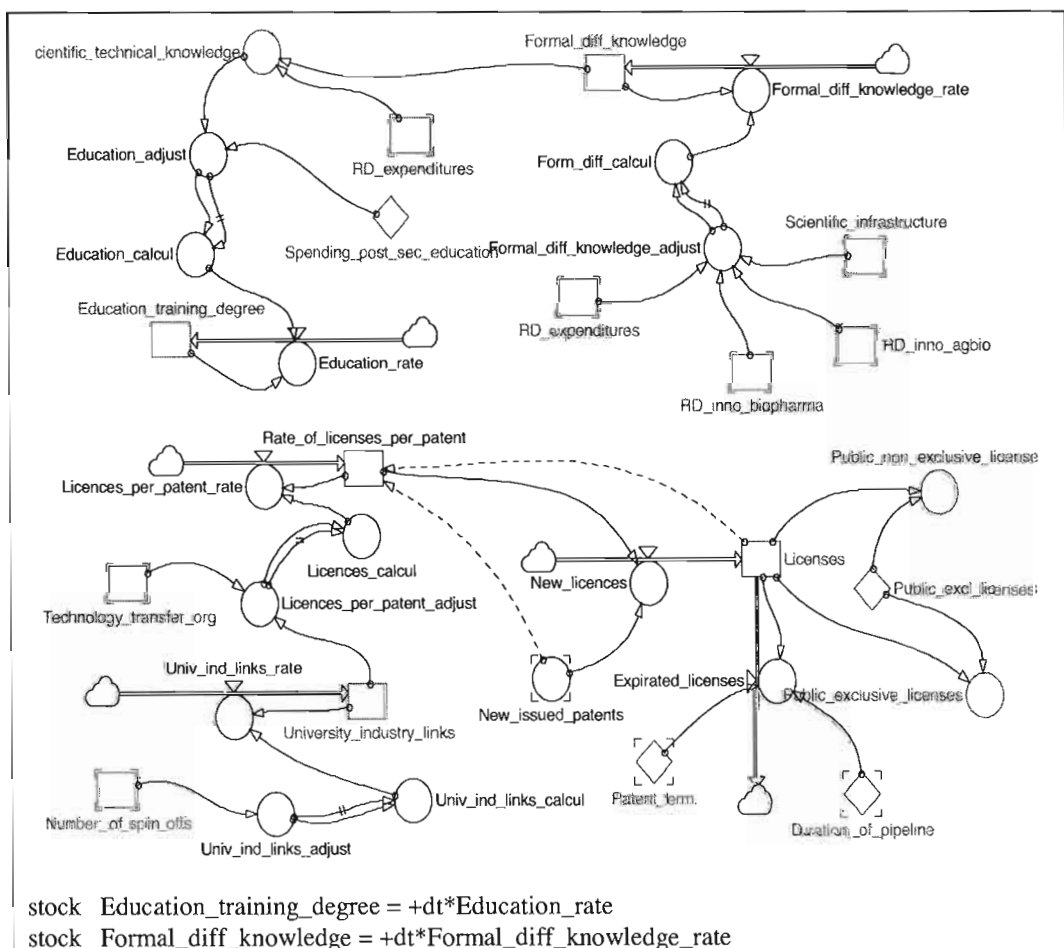 Formal_diff_knowledge
cientific_technical_knowledge
Formal_diff_knowledge_rate
Education_adjust
RD_expenditures
Form_diff_calcul
Scientific_infrastructure
Education_calcul
Spending_post_sec_education
Formal_diff_knowledge_adjust
Education_training_degree
RD_expenditures
RD_inno_agbio
Education_rate
RD_inno_biopharma
Rate_of_licenses_per_patent
Public_non_exclusive_license
Licences_per_patent_rate
Licences_calcul
New_licences
Licenses
Public_excl_licenses
Technology_transfer_org
Licences_per_patent_adjust
Univ_ind_links_rate
Expirated_licenses
Public_exclusive_licenses
New_issued_patents
University_industry_links
Patent_term.
Univ_ind_links_calcul
Number_of_spin_offs
Duration_of_pipeline
Univ_ind_links_adjust
stock Education_training_degree = +dt*Education_rate
stock Formal_diff_knowledge = +dt*Formal_diff_knowledge_rate